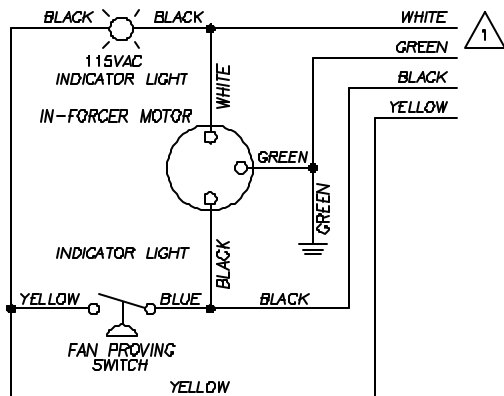 BLACK BLACK WHITE
1
GREEN
115VAC
INDICATOR LIGHT
WHITE
BLACK
IN-FORCER MOTOR
YELLOW
GREEN
GREEN
INDICATOR LIGHT
BLACK
YELLOW BLUE BLACK
FAN PROVING
SWITCH
YELLOW